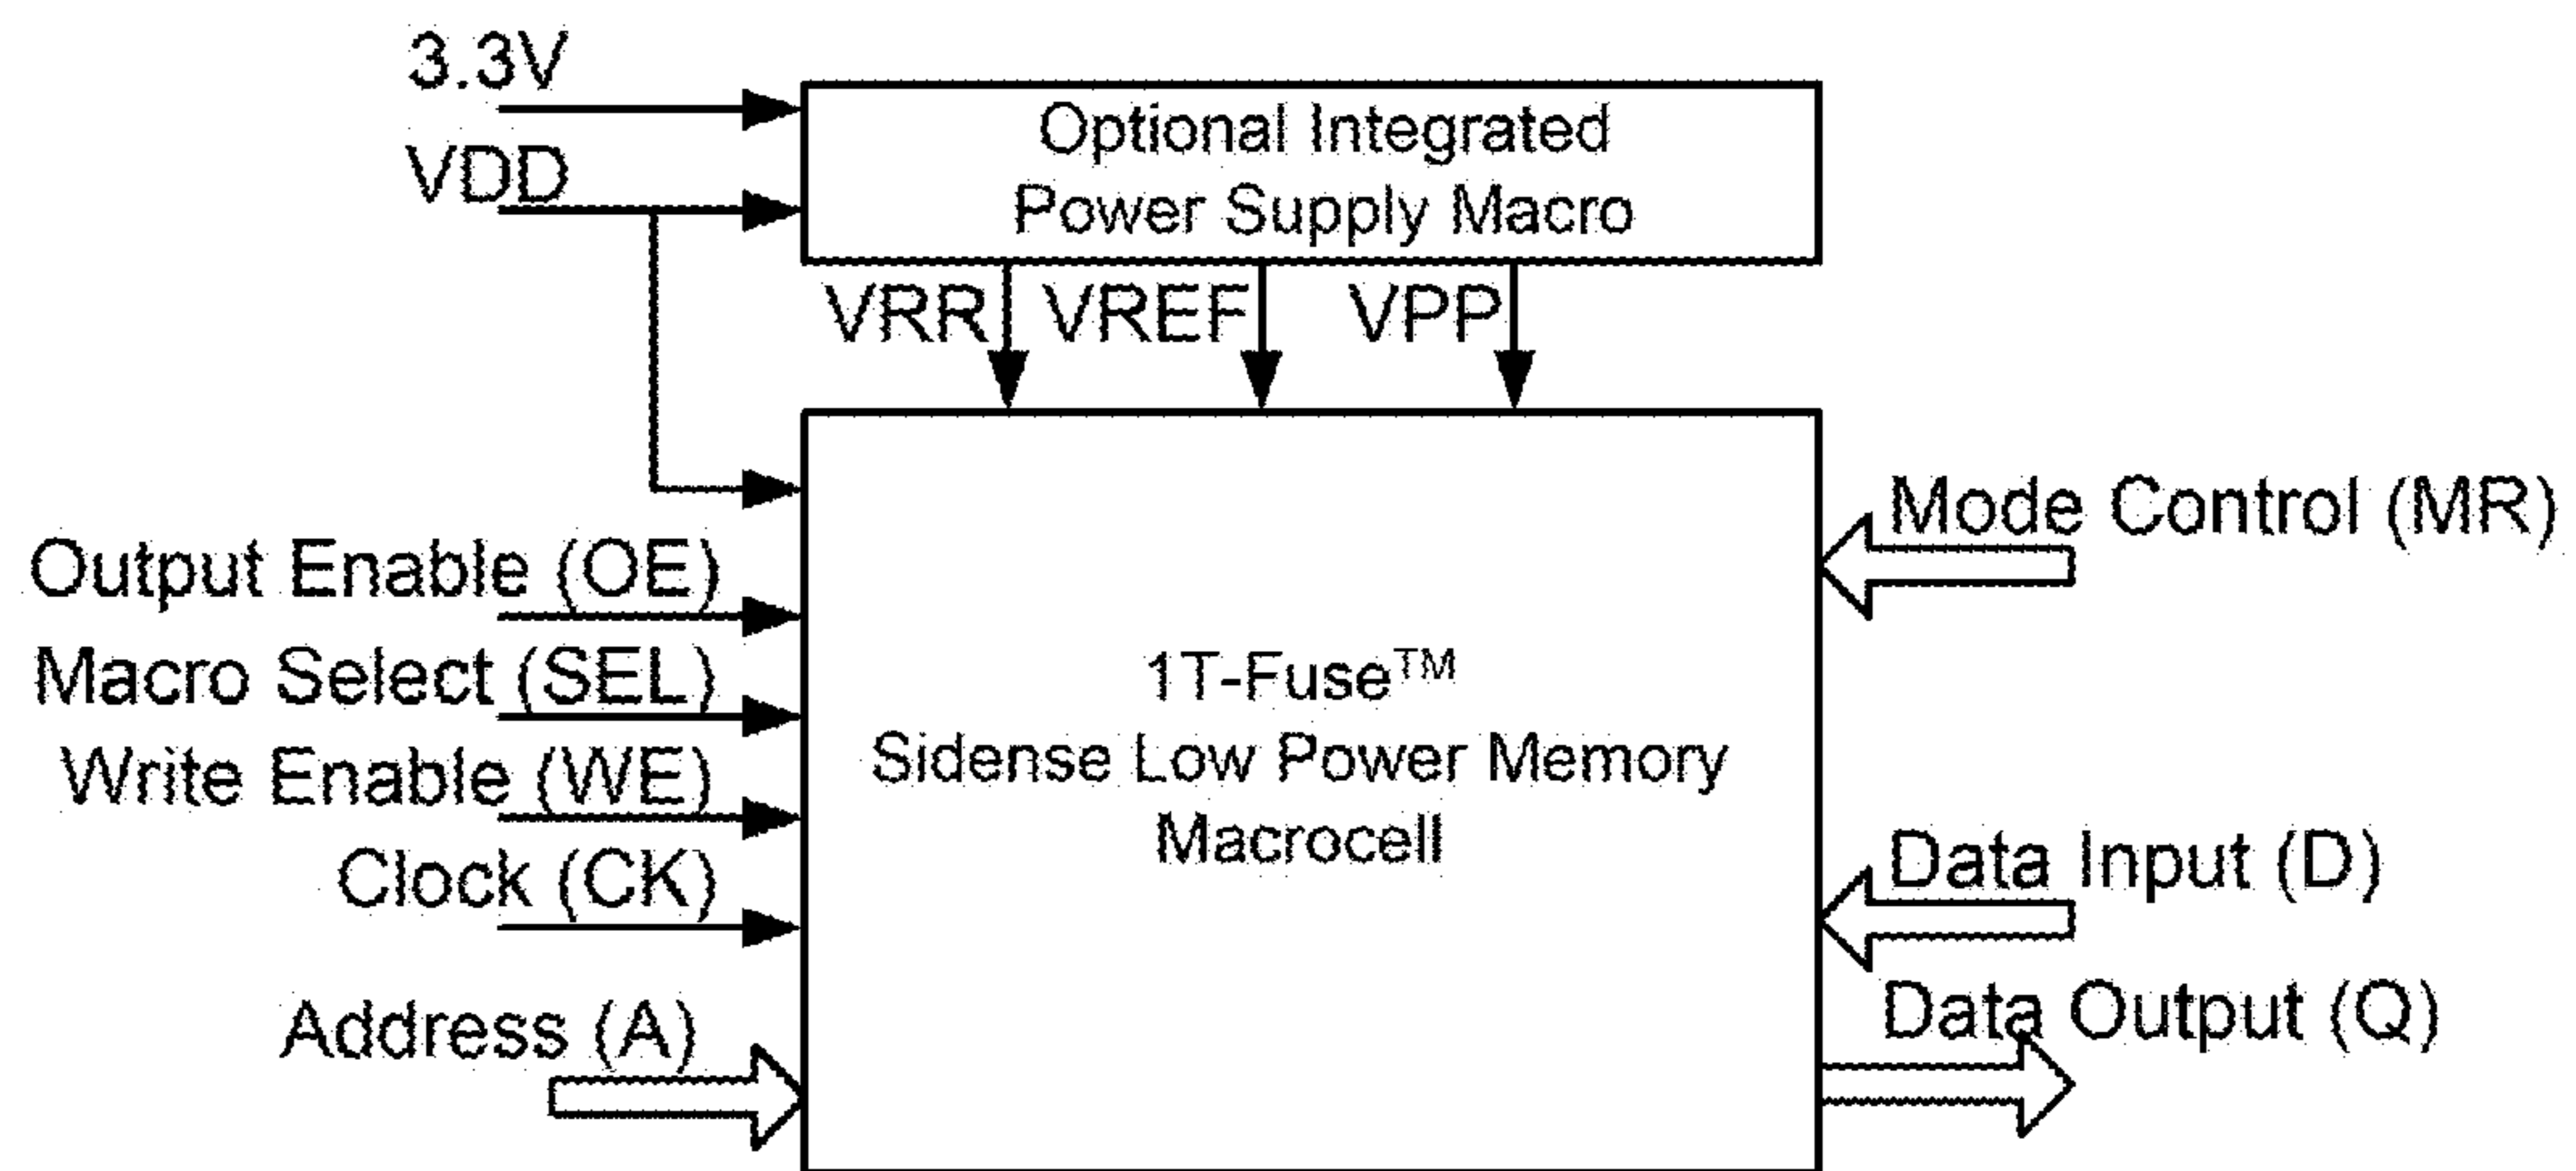 3.3V
VDD
Optional Integrated
Power Supply Macro
VRR VREF VPP
Output Enable (OE)
Macro Select (SEL)
Write Enable (WE)
Clock (CK)
Address (A)
1T-Fuse™
Sidense Low Power Memory
Macrocell
Mode Control (MR)
Data Input (D)
Data Output (Q)